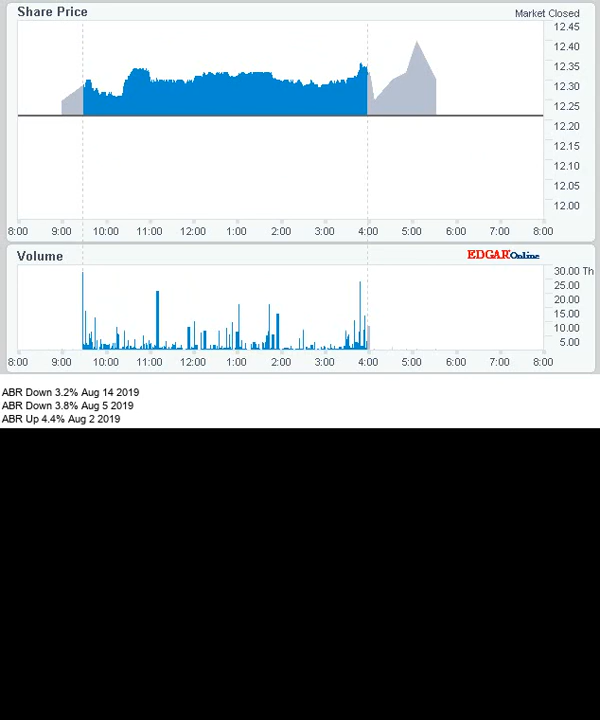 Share Price
Market Closed
12.45
12.40
12.35
12.30
12.25
12.20
12.15
12.10
12.05
12.00
8:00 9:00 10:00 11:00 12:00 1:00 2:00 3:00 4:00 5:00 6:00 7:00 8:00
Volume
EDGAR Online
30.00 Th
25.00
20.00
15.00
10.00
5.00
8:00 9:00 10:00 11:00 12:00 1:00 2:00 3:00 4:00 5:00 6:00 7:00 8:00
ABR Down 3.2% Aug 14 2019
ABR Down 3.8% Aug 5 2019
ABR Up 4.4% Aug 2 2019